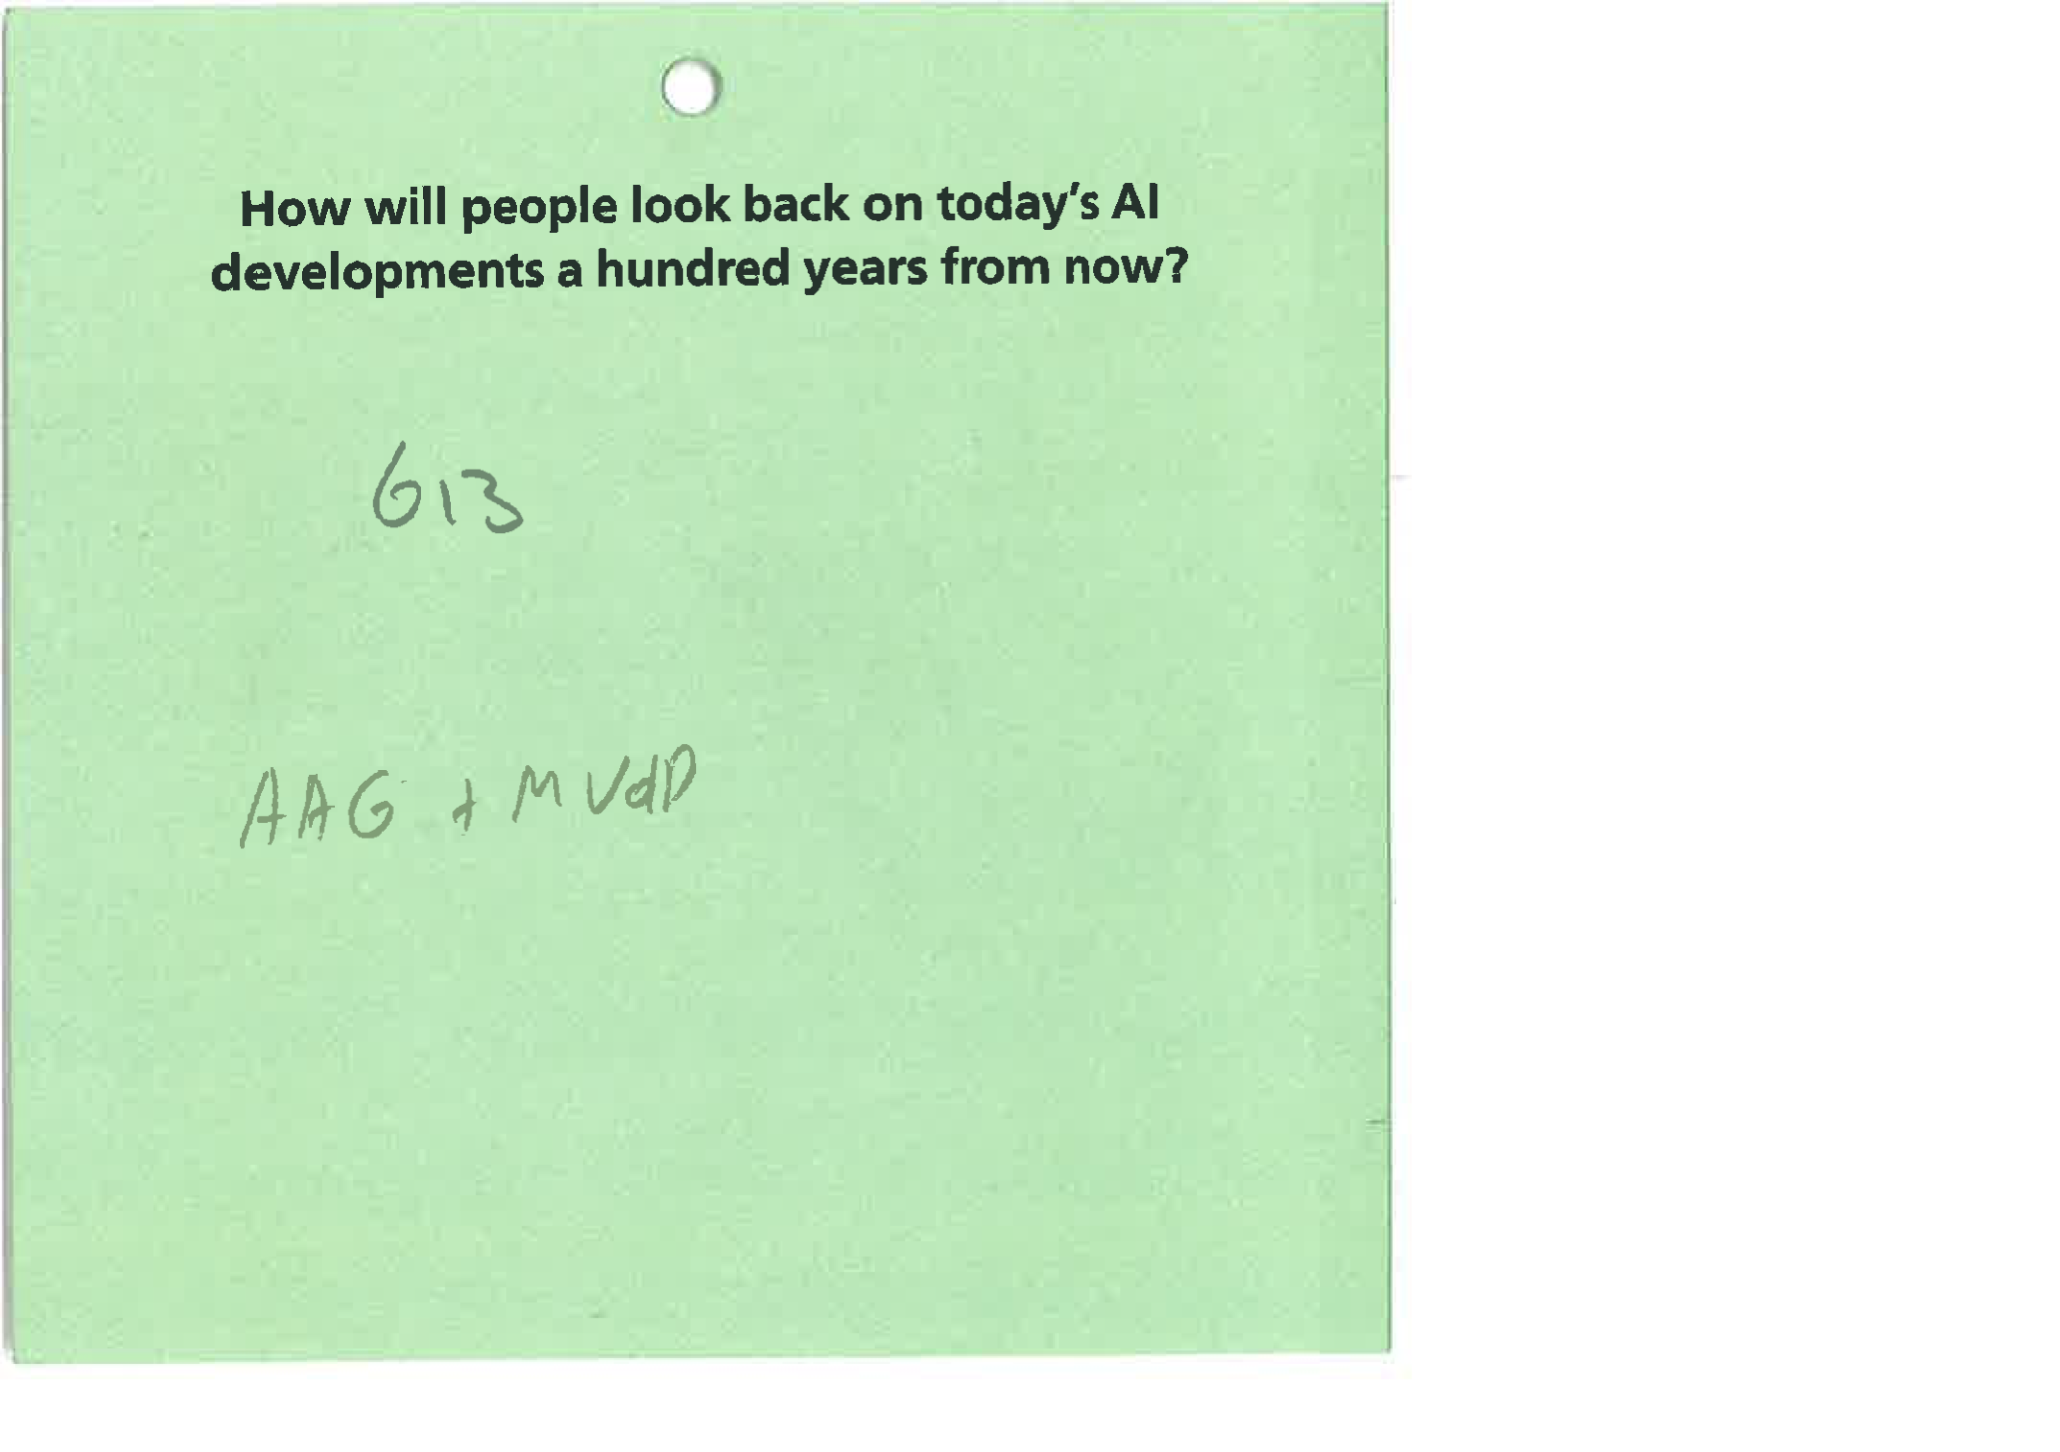 How will people look back on today's AI
developments a hundred years from now?
613
AAG + MVdP